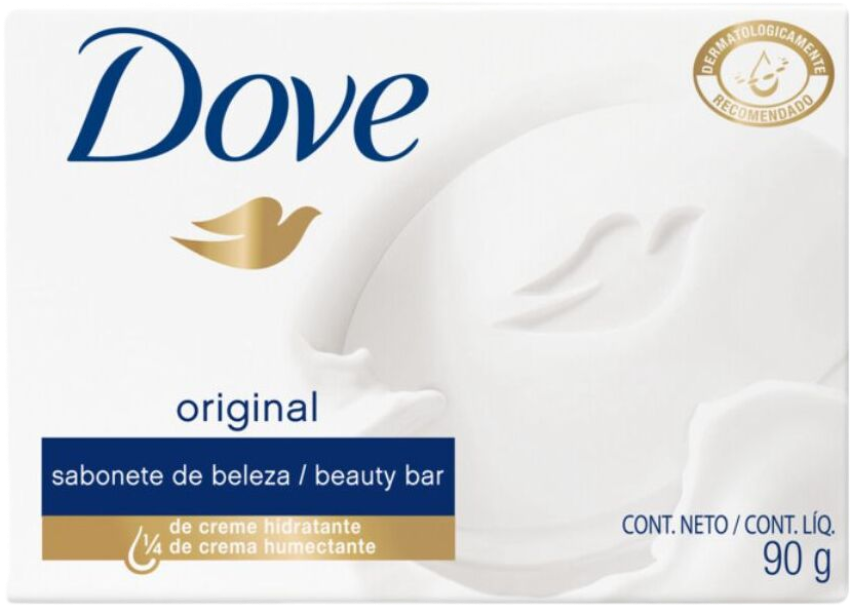 Dove
DERMATOLOGICAMENTE
RECOMENDADO
original
sabonete de beleza / beauty bar
de creme hidratante
¼ de crema humectante
CONT. NETO / CONT. LÍQ.
90 g